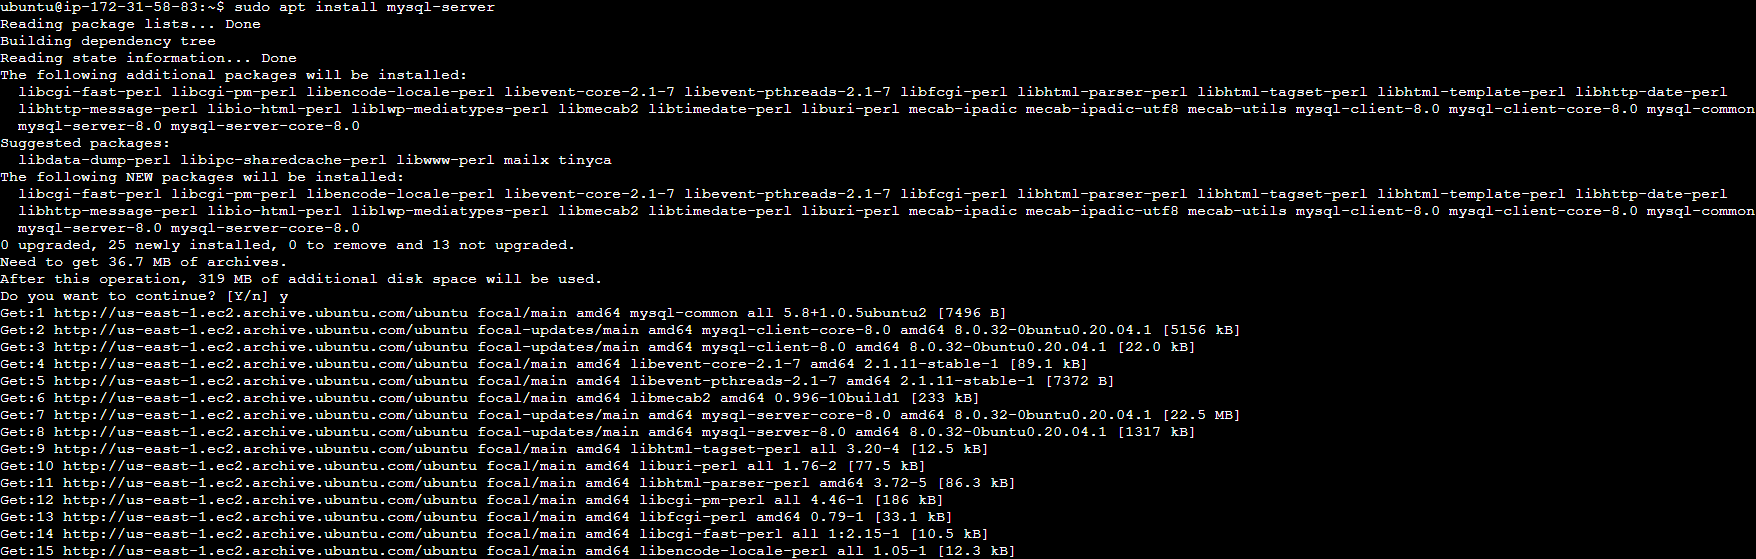 ubuntu@ip-172-31-58-83:~$ sudo apt install mysql-server
Reading package lists... Done
Building dependency tree
Reading state information... Done
The following additional packages will be installed:
  libcgi-fast-perl libcgi-pm-perl libencode-locale-perl libevent-core-2.1-7 libevent-pthreads-2.1-7 libfcgi-perl libhtml-parser-perl libhtml-tagset-perl libhtml-template-perl libhttp-date-perl
  libhttp-message-perl libio-html-perl liblwp-mediatypes-perl libmecab2 libtimedate-perl liburi-perl mecab-ipadic mecab-ipadic-utf8 mecab-utils mysql-client-8.0 mysql-client-core-8.0 mysql-common
  mysql-server-8.0 mysql-server-core-8.0
Suggested packages:
  libdata-dump-perl libipc-sharedcache-perl libwww-perl mailx tinyca
The following NEW packages will be installed:
  libcgi-fast-perl libcgi-pm-perl libencode-locale-perl libevent-core-2.1-7 libevent-pthreads-2.1-7 libfcgi-perl libhtml-parser-perl libhtml-tagset-perl libhtml-template-perl libhttp-date-perl
  libhttp-message-perl libio-html-perl liblwp-mediatypes-perl libmecab2 libtimedate-perl liburi-perl mecab-ipadic mecab-ipadic-utf8 mecab-utils mysql-client-8.0 mysql-client-core-8.0 mysql-common
  mysql-server-8.0 mysql-server-core-8.0
0 upgraded, 25 newly installed, 0 to remove and 13 not upgraded.
Need to get 36.7 MB of archives.
After this operation, 319 MB of additional disk space will be used.
Do you want to continue? [Y/n] y
Get:1 http://us-east-1.ec2.archive.ubuntu.com/ubuntu focal/main amd64 mysql-common all 5.8+1.0.5ubuntu2 [7496 B]
Get:2 http://us-east-1.ec2.archive.ubuntu.com/ubuntu focal-updates/main amd64 mysql-client-core-8.0 amd64 8.0.32-0buntu0.20.04.1 [5156 kB]
Get:3 http://us-east-1.ec2.archive.ubuntu.com/ubuntu focal-updates/main amd64 mysql-client-8.0 amd64 8.0.32-0buntu0.20.04.1 [22.0 kB]
Get:4 http://us-east-1.ec2.archive.ubuntu.com/ubuntu focal/main amd64 libevent-core-2.1-7 amd64 2.1.11-stable-1 [89.1 kB]
Get:5 http://us-east-1.ec2.archive.ubuntu.com/ubuntu focal/main amd64 libevent-pthreads-2.1-7 amd64 2.1.11-stable-1 [7372 B]
Get:6 http://us-east-1.ec2.archive.ubuntu.com/ubuntu focal/main amd64 libmecab2 amd64 0.996-10build1 [233 kB]
Get:7 http://us-east-1.ec2.archive.ubuntu.com/ubuntu focal-updates/main amd64 mysql-server-core-8.0 amd64 8.0.32-0buntu0.20.04.1 [22.5 MB]
Get:8 http://us-east-1.ec2.archive.ubuntu.com/ubuntu focal-updates/main amd64 mysql-server-8.0 amd64 8.0.32-0buntu0.20.04.1 [1317 kB]
Get:9 http://us-east-1.ec2.archive.ubuntu.com/ubuntu focal/main amd64 libhtml-tagset-perl all 3.20-4 [12.5 kB]
Get:10 http://us-east-1.ec2.archive.ubuntu.com/ubuntu focal/main amd64 liburi-perl all 1.76-2 [77.5 kB]
Get:11 http://us-east-1.ec2.archive.ubuntu.com/ubuntu focal/main amd64 libhtml-parser-perl amd64 3.72-5 [86.3 kB]
Get:12 http://us-east-1.ec2.archive.ubuntu.com/ubuntu focal/main amd64 libcgi-pm-perl all 4.46-1 [186 kB]
Get:13 http://us-east-1.ec2.archive.ubuntu.com/ubuntu focal/main amd64 libfcgi-perl amd64 0.79-1 [33.1 kB]
Get:14 http://us-east-1.ec2.archive.ubuntu.com/ubuntu focal/main amd64 libcgi-fast-perl all 1:2.15-1 [10.5 kB]
Get:15 http://us-east-1.ec2.archive.ubuntu.com/ubuntu focal/main amd64 libencode-locale-perl all 1.05-1 [12.3 kB]